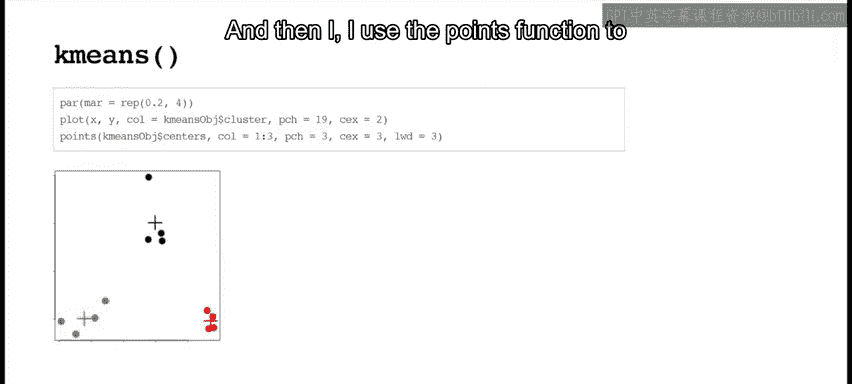 And then I, I use the points function to
kmeans()
par(mar = rep(0.2, 4))
plot(x, y, col = kmeansObj$cluster, pch = 19, cex = 2)
points(kmeansObj$centers, col = 1:3, pch = 3, cex = 3, lwd = 3)